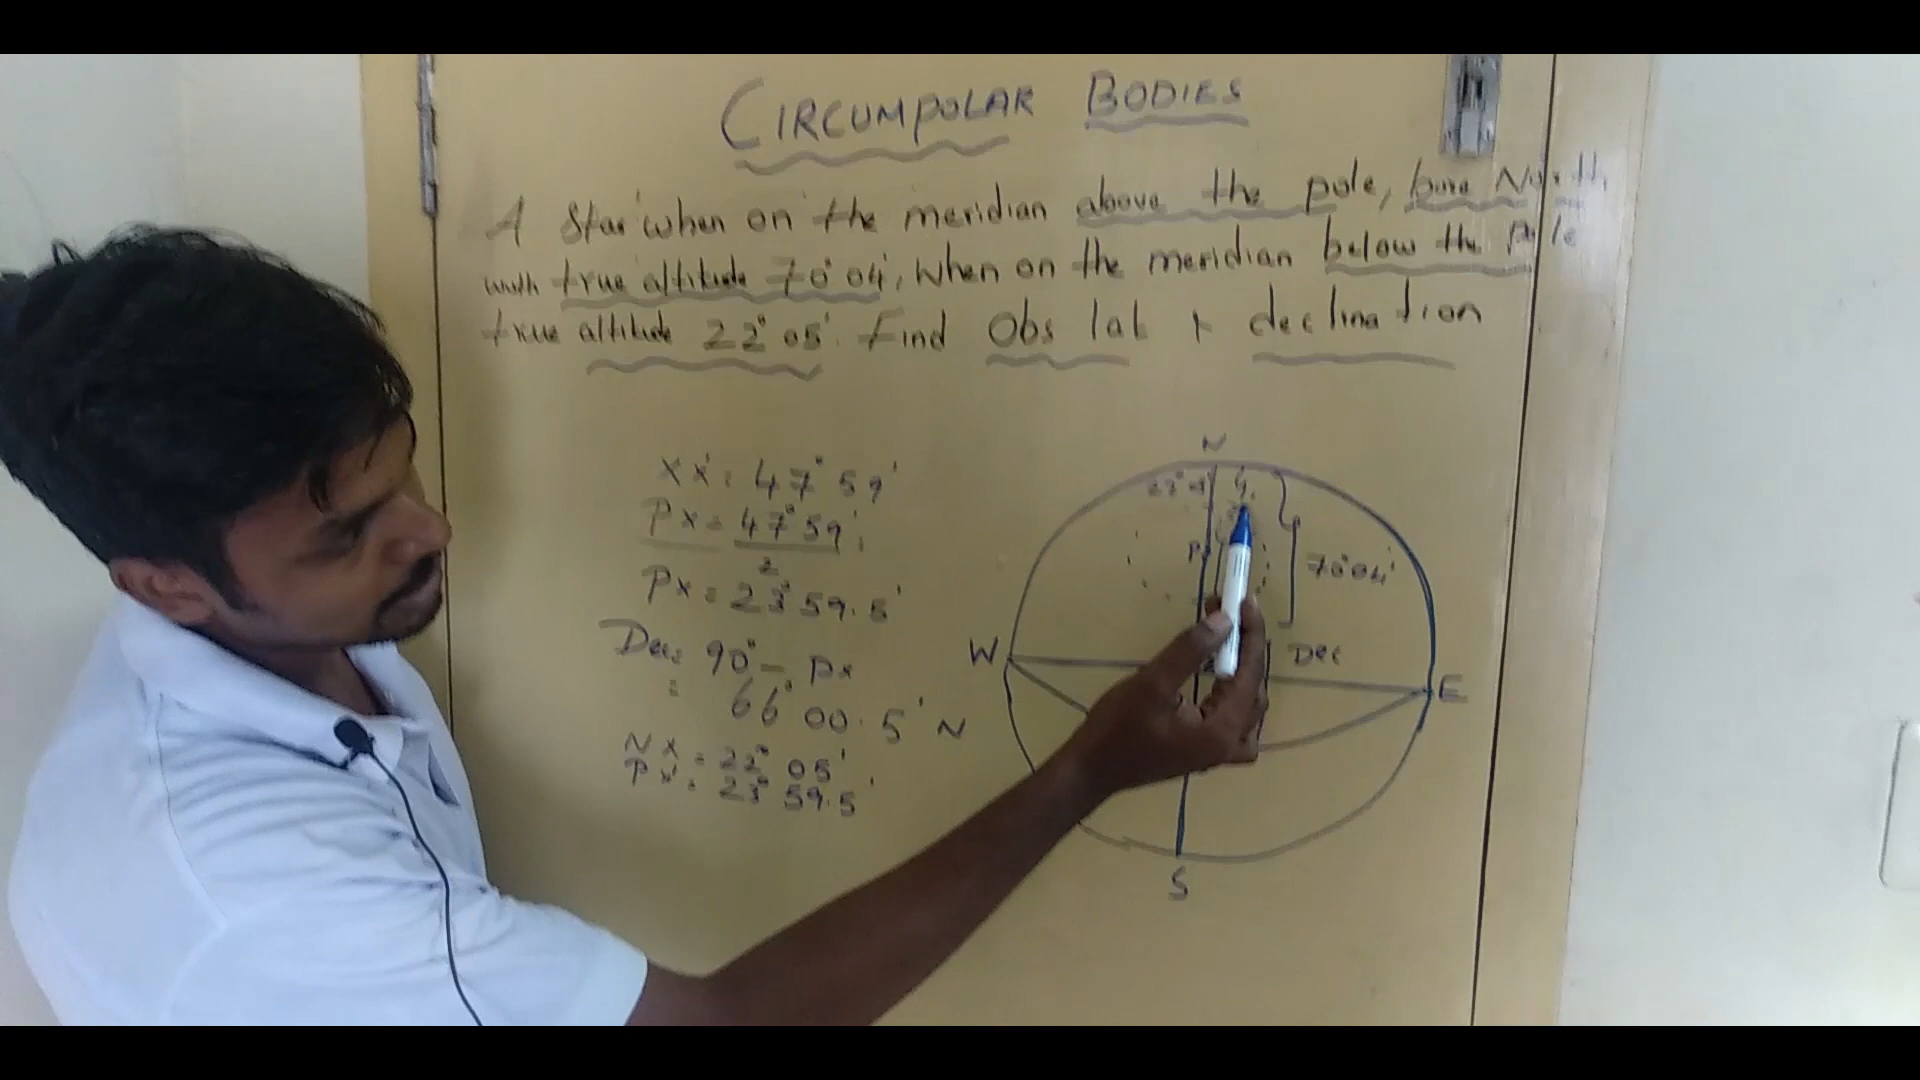 CIRCUMPOLAR BODIES
A star when on the meridian above the pole, bore North
with true altitude 70° 04', When on the meridian below the pole
true altitude 22° 05'. Find Obs lat & declination
XX' = 47° 59'
PX = 47° 59'
2
PX = 23° 59.5'
Dec = 90° - PX
= 66° 00.5' N
NX = 22° 05'
PX = 23° 59.5'
N
P
70° 04'
W
Dec
E
S